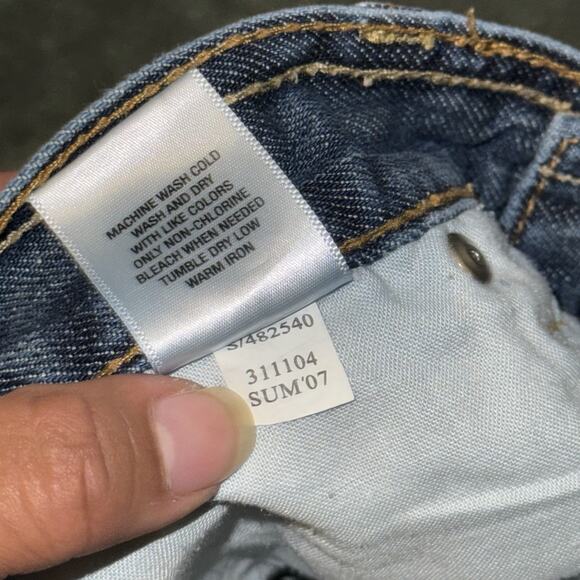 MACHINE WASH COLD
WASH AND DRY
WITH LIKE COLORS
ONLY NON-CHLORINE
BLEACH WHEN NEEDED
TUMBLE DRY LOW
WARM IRON
S/482540
311104
SUM'07